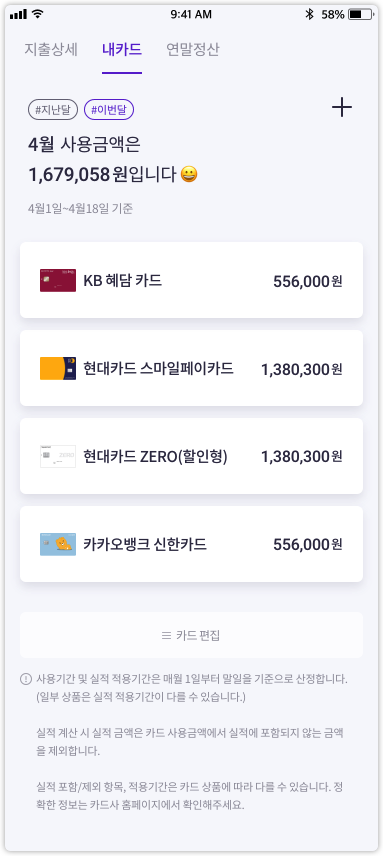 9:41 AM
58%
지출상세 내카드 연말정산
#지난달 #이번달
4월 사용금액은
1,679,058원입니다😀
4월1일~4월18일 기준
KB 혜담 카드 556,000원
현대카드 스마일페이카드 1,380,300원
현대카드 ZERO(할인형) 1,380,300원
카카오뱅크 신한카드 556,000원
카드 편집
사용기간 및 실적 적용기간은 매월 1일부터 말일을 기준으로 산정합니다.
(일부 상품은 실적 적용기간이 다를 수 있습니다.)
실적 계산 시 실적 금액은 카드 사용금액에서 실적에 포함되지 않는 금액
을 제외합니다.
실적 포함/제외 항목, 적용기간은 카드 상품에 따라 다를 수 있습니다. 정
확한 정보는 카드사 홈페이지에서 확인해주세요.